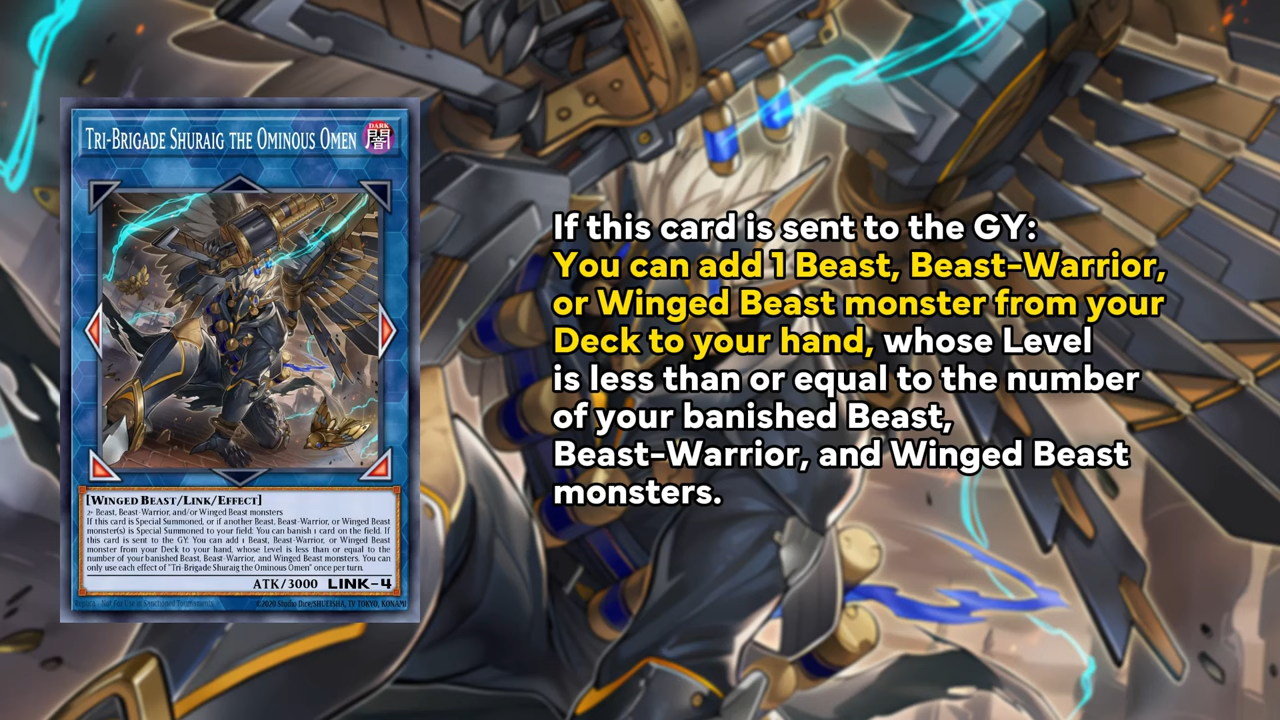 TRI-BRIGADE SHURAIG THE OMINOUS OMEN
DARK
闇
[WINGED BEAST/LINK/EFFECT]
2+ Beast, Beast-Warrior, and/or Winged Beast monsters
If this card is Special Summoned, or if another Beast, Beast-Warrior, or Winged Beast
monster(s) is Special Summoned to your field: You can banish 1 card on the field. If
this card is sent to the GY: You can add 1 Beast, Beast-Warrior, or Winged Beast
monster from your Deck to your hand, whose Level is less than or equal to the
number of your banished Beast, Beast-Warrior, and Winged Beast monsters. You can
only use each effect of "Tri-Brigade Shuraig the Ominous Omen" once per turn.
ATK/3000 LINK-4
Replica - Not For Use in Sanctioned Tournaments
©2020 Studio Dice/SHUEISHA, TV TOKYO, KONAMI
If this card is sent to the GY:
You can add 1 Beast, Beast-Warrior,
or Winged Beast monster from your
Deck to your hand, whose Level
is less than or equal to the number
of your banished Beast,
Beast-Warrior, and Winged Beast
monsters.